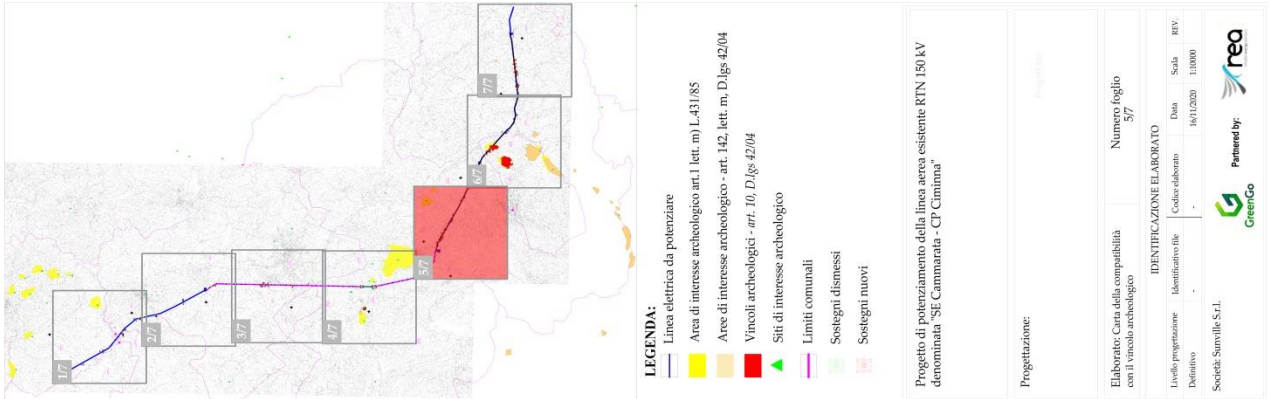 1/7
2/7
3/7
4/7
5/7
6/7
7/7
LEGENDA:
Linea elettrica da potenziare
Area di interesse archeologico art.1 lett. m) L.431/85
Aree di interesse archeologico - art. 142, lett. m, D.lgs 42/04
Vincoli archeologici - art. 10, D.lgs 42/04
Siti di interesse archeologico
Limiti comunali
Sostegni dismessi
Sostegni nuovi
Progetto di potenziamento della linea aerea esistente RTN 150 kV
denominata "SE Cammarata - CP Ciminna"
Progettazione:
Elaborato: Carta della compatibilità
con il vincolo archeologico
Numero foglio
5/7
IDENTIFICAZIONE ELABORATO
Livello progettazione Identificativo file Codice elaborato Data Scala REV.
Definitivo - - 16/11/2020 1:10000
Società: Sunville S.r.l.
GreenGo
Partnered by:
rea